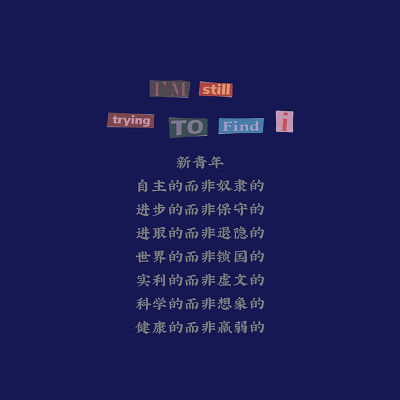 I'M still
trying TO Find i
新青年
自主的而非奴隶的
进步的而非保守的
进取的而非退隐的
世界的而非锁国的
实利的而非虚文的
科学的而非想象的
健康的而非赢弱的